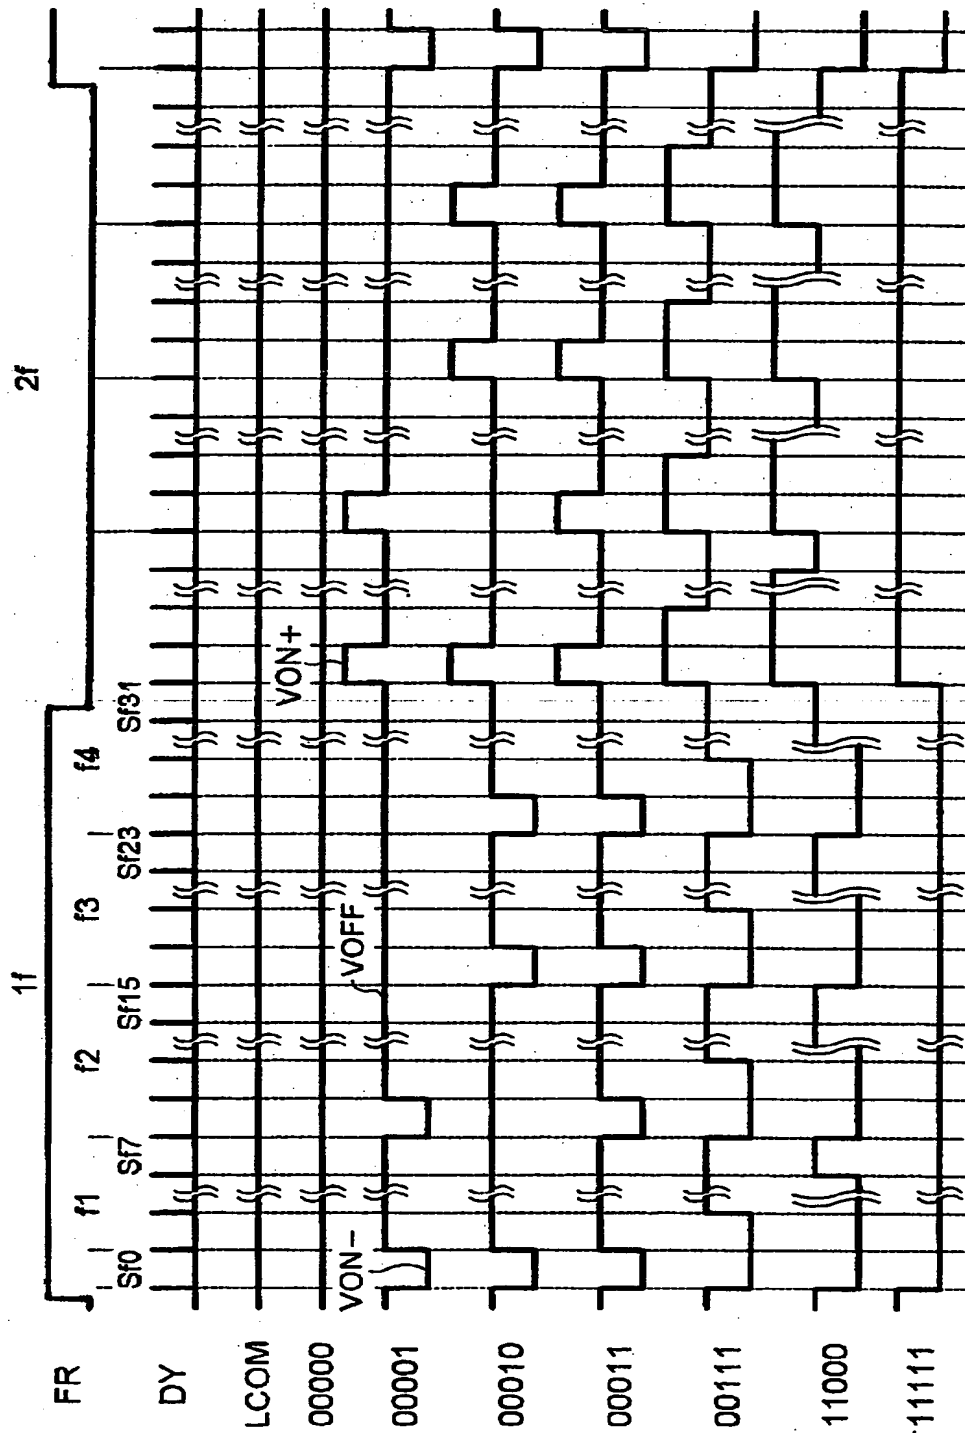 1f 2f
FR
f1 f2 f3 f4
Sf0 Sf7 Sf15 Sf23 Sf31
DY
LCOM
00000
VON+
VOFF
00001
VON-
00010
00011
00111
11000
11111